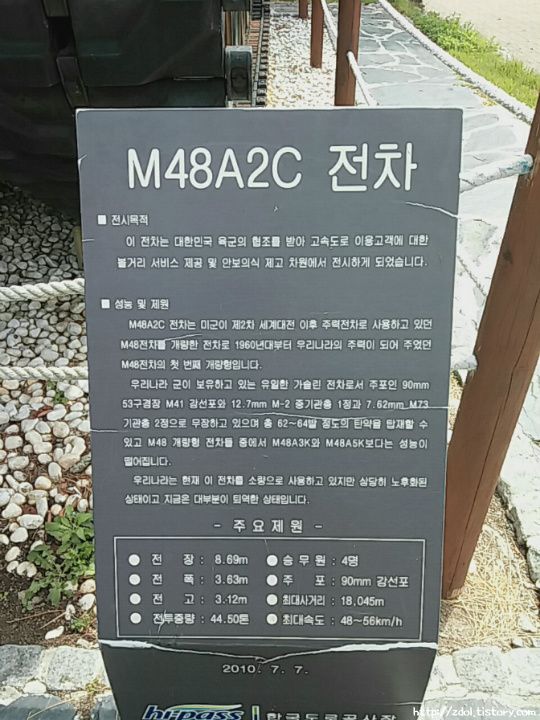 M48A2C 전차
■ 전시목적
이 전차는 대한민국 육군의 협조를 받아 고속도로 이용고객에 대한
볼거리 서비스 제공 및 안보의식 제고 차원에서 전시하게 되었습니다.
■ 성능 및 제원
M48A2C 전차는 미군이 제2차 세계대전 이후 주력전차로 사용하고 있던
M48전차를 개량한 전차로 1960년대부터 우리나라의 주력이 되어 주었던
M48전차의 첫 번째 개량형입니다.
우리나라 군이 보유하고 있는 유일한 가솔린 전차로서 주포인 90mm
53구경장 M41 강선포와 12.7mm M-2 중기관총 1정과 7.62mm M73
기관총 2정으로 무장하고 있으며 총 62~64발 정도의 탄약을 탑재할 수
있고 M48 개량형 전차들 중에서 M48A3K와 M48A5K보다는 성능이
떨어집니다.
우리나라는 현재 이 전차를 소량으로 사용하고 있지만 상당히 노후화된
상태이고 지금은 대부분이 퇴역한 상태입니다.
- 주요제원 -
● 전 장 : 8.69m ● 승 무 원 : 4명
● 전 폭 : 3.63m ● 주 포 : 90mm 강선포
● 전 고 : 3.12m ● 최대사거리 : 18,045m
● 전투중량 : 44.50톤 ● 최대속도 : 48~56km/h
2010. 7. 7.
hi-pass 한국도로공사
http://zdol.tistory.com